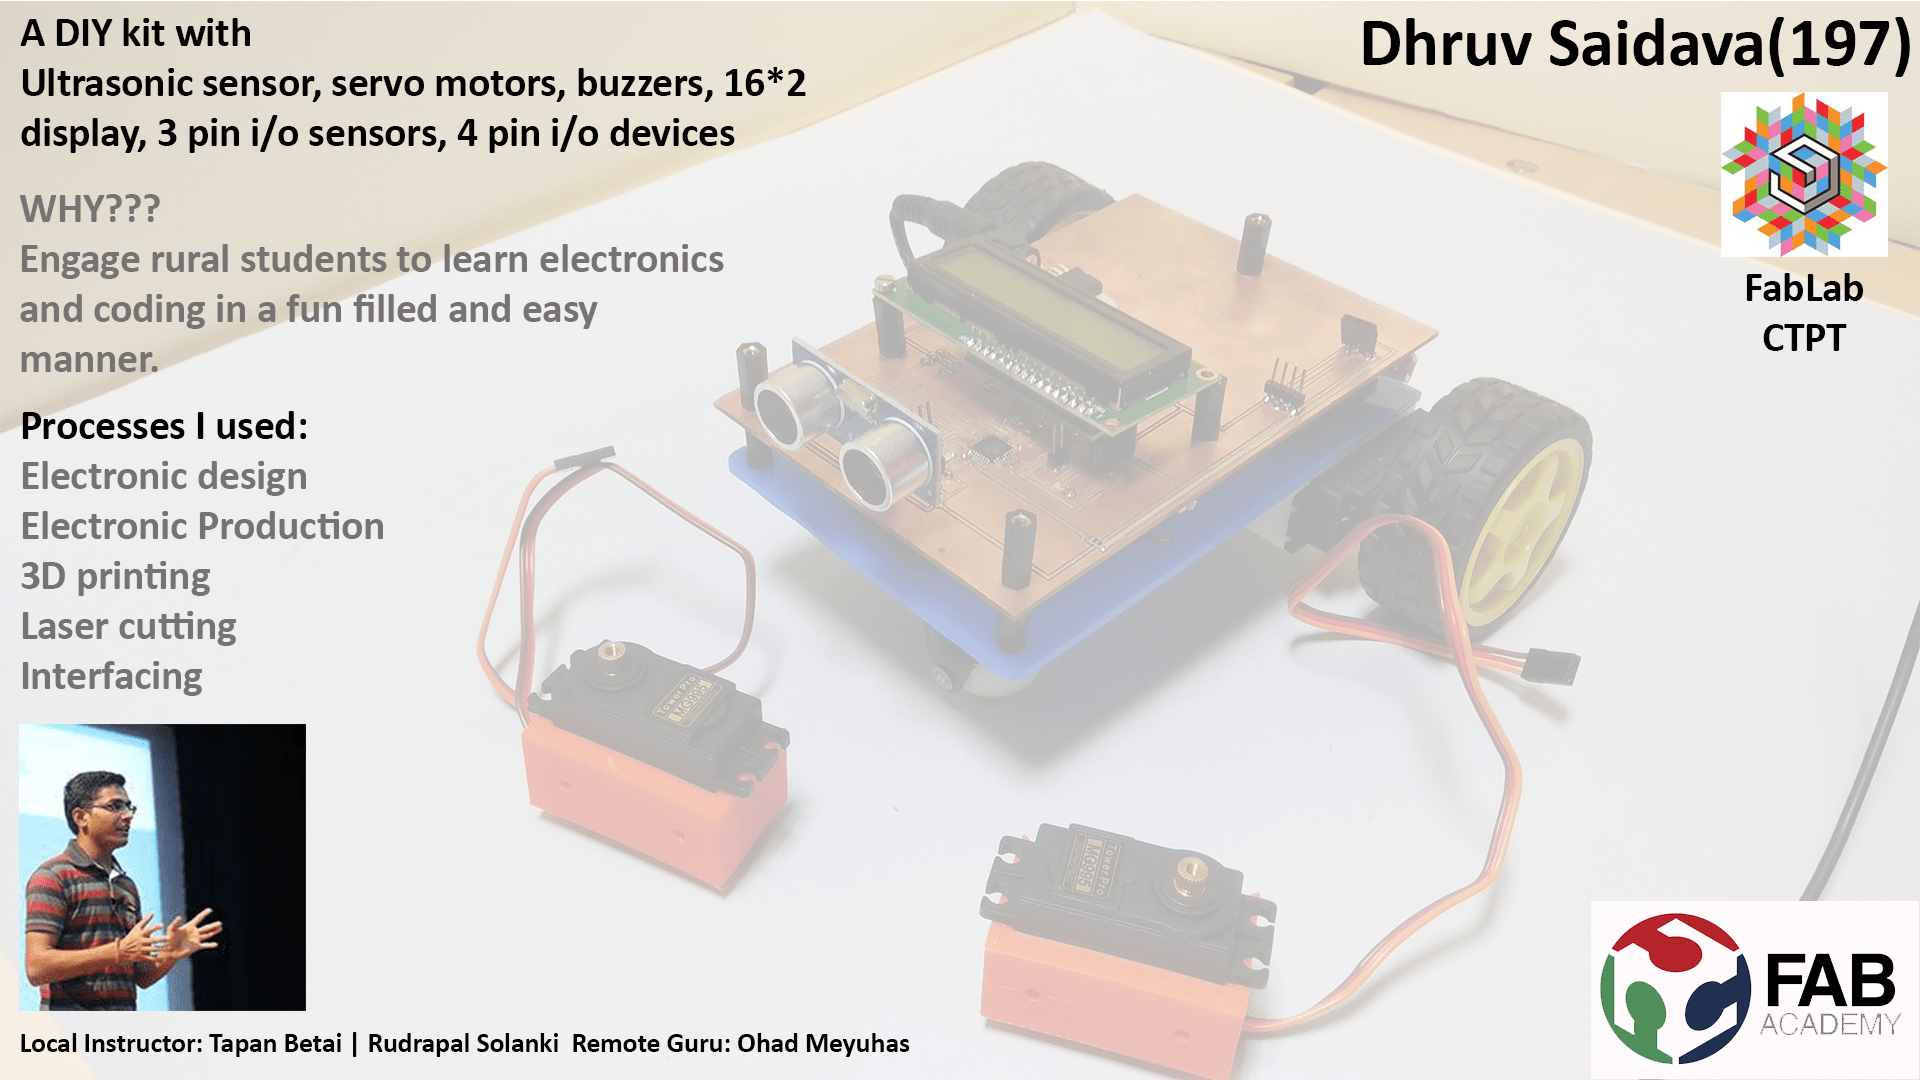 A DIY kit with
Ultrasonic sensor, servo motors, buzzers, 16*2
display, 3 pin i/o sensors, 4 pin i/o devices
WHY???
Engage rural students to learn electronics
and coding in a fun filled and easy
manner.
Processes I used:
Electronic design
Electronic Production
3D printing
Laser cutting
Interfacing
Local Instructor: Tapan Betai | Rudrapal Solanki  Remote Guru: Ohad Meyuhas
Dhruv Saidava(197)
FabLab
CTPT
Tower Pro
MG995
Tower Pro
MG995
FAB
ACADEMY